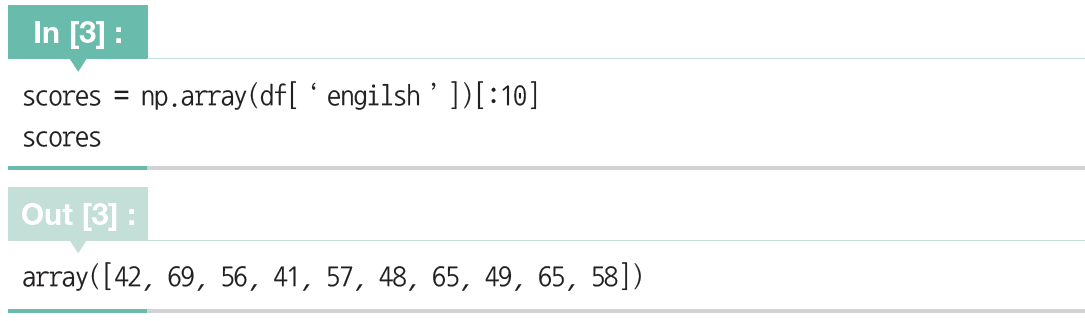 In [3] :
scores = np.array(df[ ‘ engilsh ’ ])[:10]
scores
Out [3] :
array([42, 69, 56, 41, 57, 48, 65, 49, 65, 58])